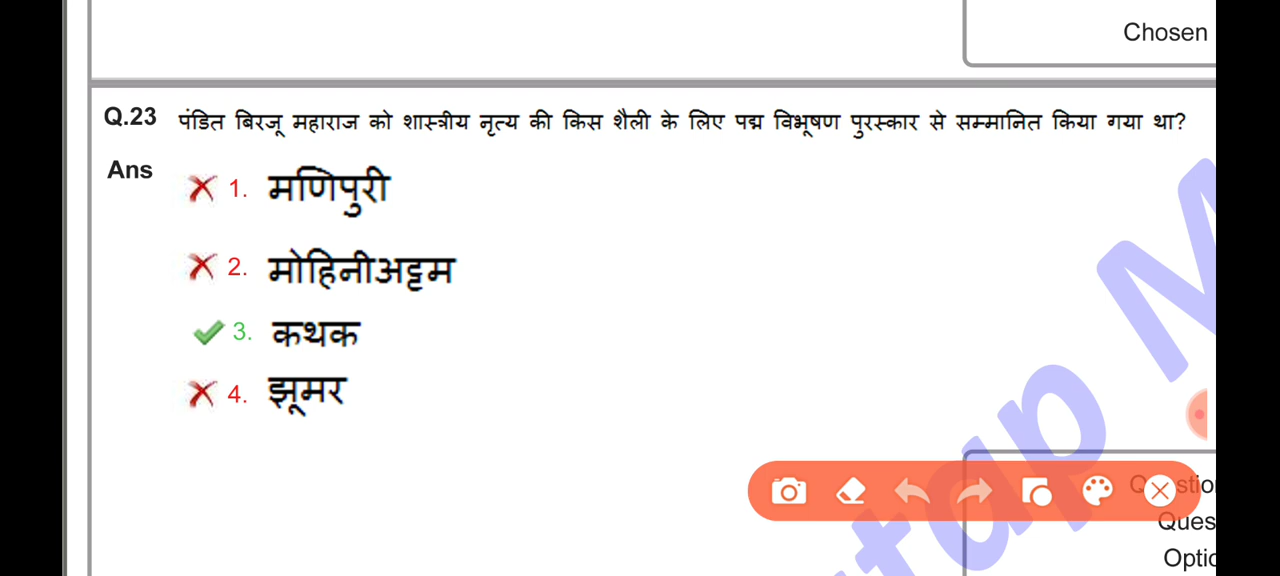 Chosen
Q.23 पंडित बिरजू महाराज को शास्त्रीय नृत्य की किस शैली के लिए पद्म विभूषण पुरस्कार से सम्मानित किया गया था?
Ans
1. मणिपुरी
2. मोहिनीअट्टम
3. कथक
4. झूमर
Ques
Optio